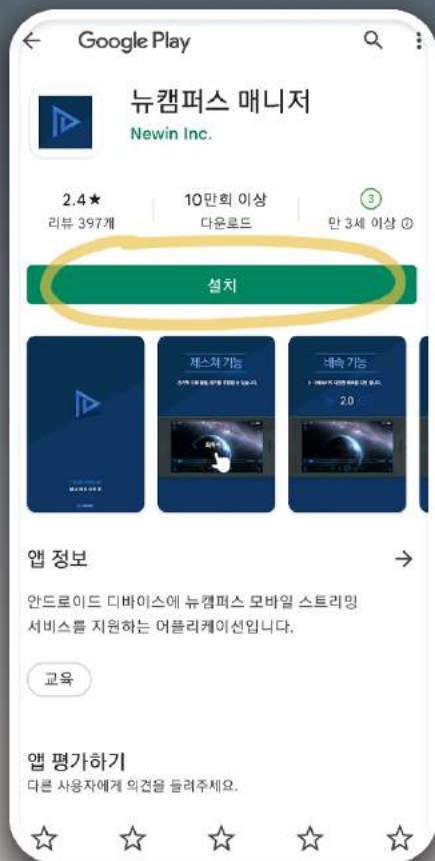 Google Play
뉴캠퍼스 매니저
Newin Inc.
2.4★
리뷰 397개
10만회 이상
다운로드
3
만 3세 이상
설치
제스처 기능
배속 기능
2.0
앱 정보
안드로이드 디바이스에 뉴캠퍼스 모바일 스트리밍
서비스를 지원하는 어플리케이션입니다.
교육
앱 평가하기
다른 사용자에게 의견을 들려주세요.